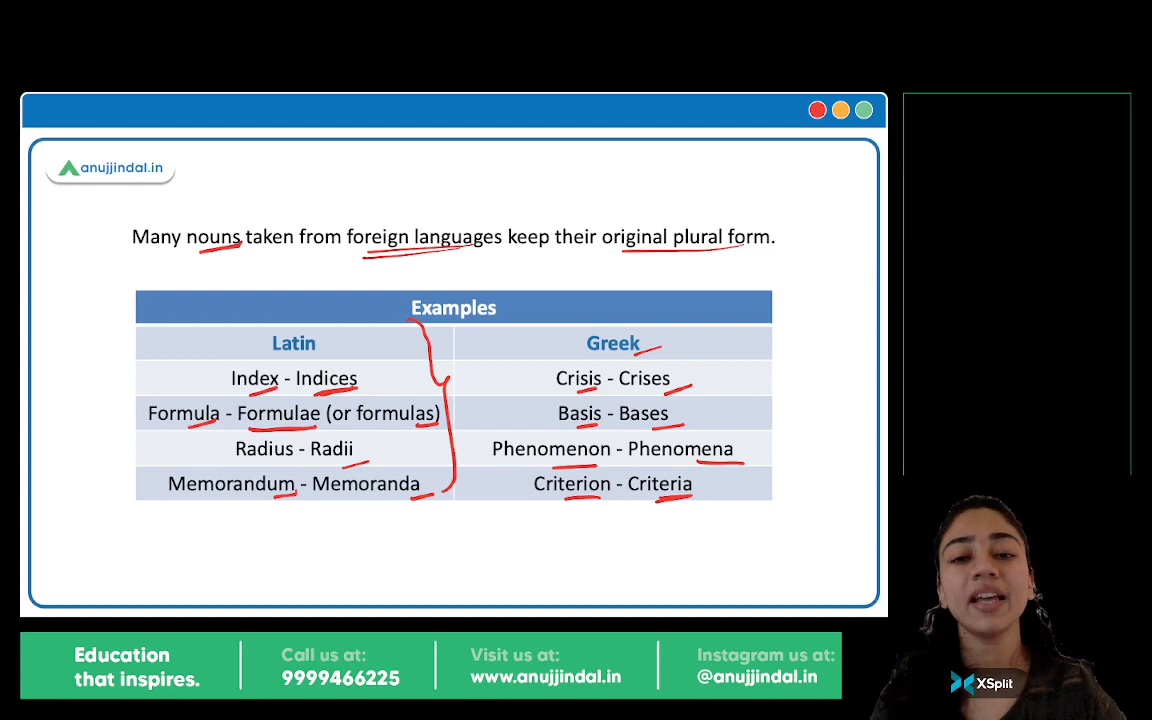 anujjindal.in
Many nouns taken from foreign languages keep their original plural form.
Examples
Latin
Greek
Index - Indices
Crisis - Crises
Formula - Formulae (or formulas)
Basis - Bases
Radius - Radii
Phenomenon - Phenomena
Memorandum - Memoranda
Criterion - Criteria
Education
that inspires.
Call us at:
9999466225
Visit us at:
www.anujjindal.in
Instagram us at:
@anujjindal.in
XSplit